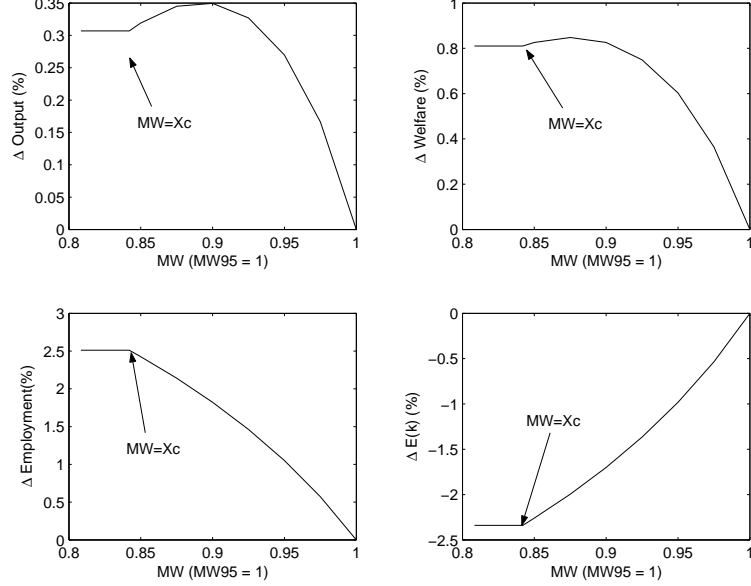 0.35
0.3
0.25
0.2
0.15
0.1
0.05
0
Δ Output (%)
MW=Xc
0.8 0.85 0.9 0.95 1
MW (MW95 = 1)
1
0.8
0.6
0.4
0.2
0
Δ Welfare (%)
MW=Xc
0.8 0.85 0.9 0.95 1
MW (MW95 = 1)
3
2.5
2
1.5
1
0.5
0
Δ Employment(%)
MW=Xc
0.8 0.85 0.9 0.95 1
MW (MW95 = 1)
0
−0.5
−1
−1.5
−2
−2.5
Δ E(k) (%)
MW=Xc
0.8 0.85 0.9 0.95 1
MW (MW95 = 1)